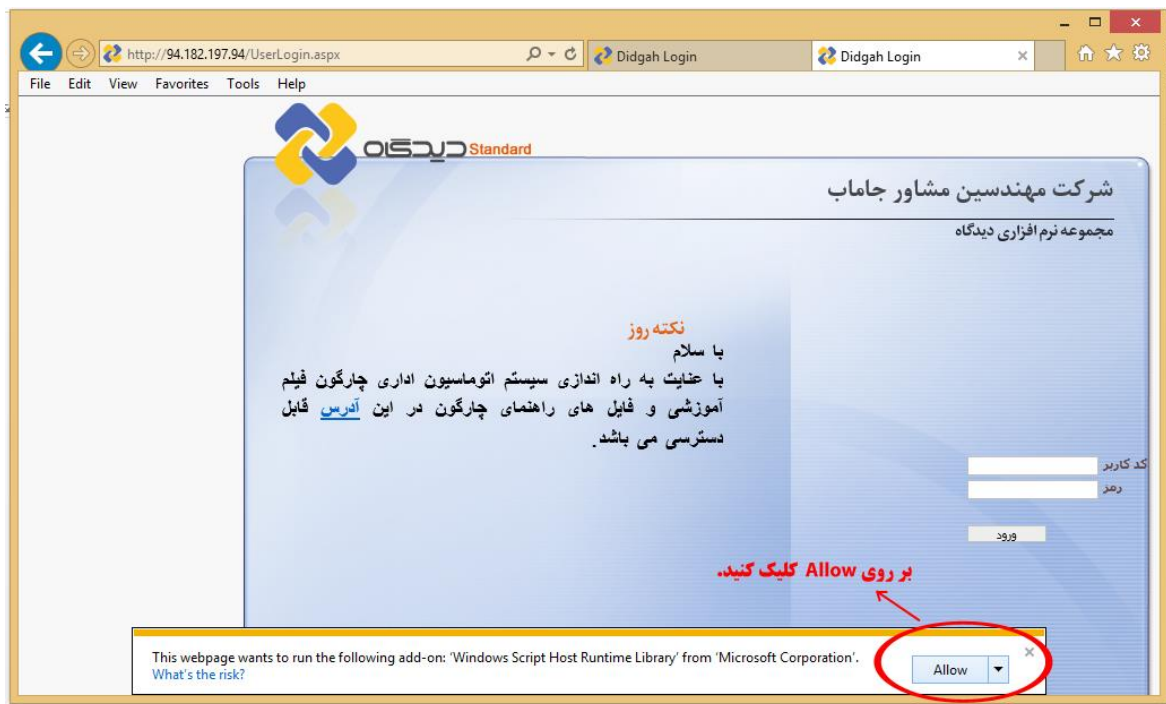 http://94.182.197.94/UserLogin.aspx
Didgah Login
Didgah Login
File Edit View Favorites Tools Help
دیدگاه Standard
شرکت مهندسین مشاور جاماب
مجموعه نرم افزاری دیدگاه
نکته روز
با سلام
با عنایت به راه اندازی سیستم اتوماسیون اداری چارگون فیلم
آموزشی و فایل های راهنمای چارگون در این آدرس قابل
دسترسی می باشد.
کد کاربر
رمز
ورود
بر روی Allow کلیک کنید.
This webpage wants to run the following add-on: 'Windows Script Host Runtime Library' from 'Microsoft Corporation'.
What's the risk?
Allow